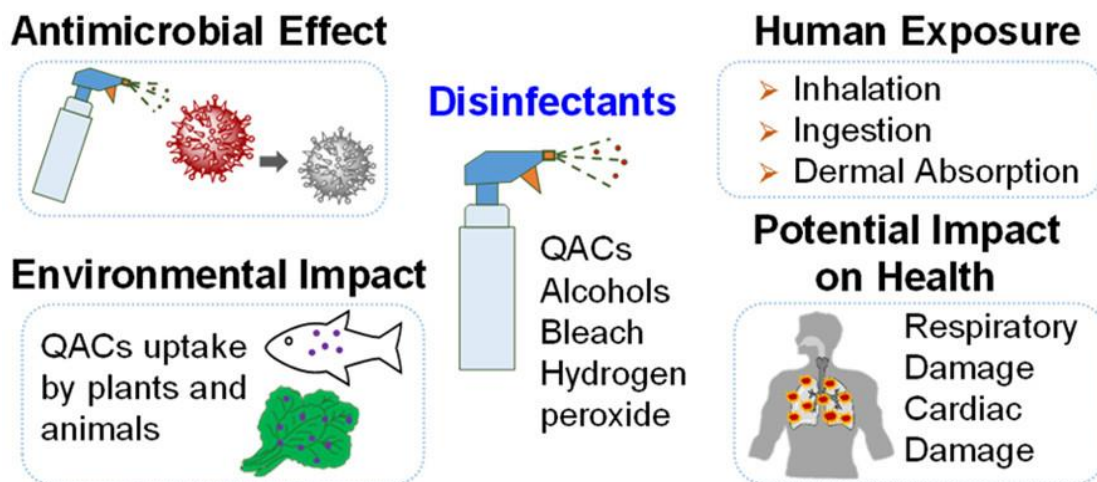 Antimicrobial Effect
Disinfectants
QACs
Alcohols
Bleach
Hydrogen
peroxide
Human Exposure
➢ Inhalation
➢ Ingestion
➢ Dermal Absorption
Environmental Impact
QACs uptake
by plants and
animals
Potential Impact
on Health
Respiratory
Damage
Cardiac
Damage